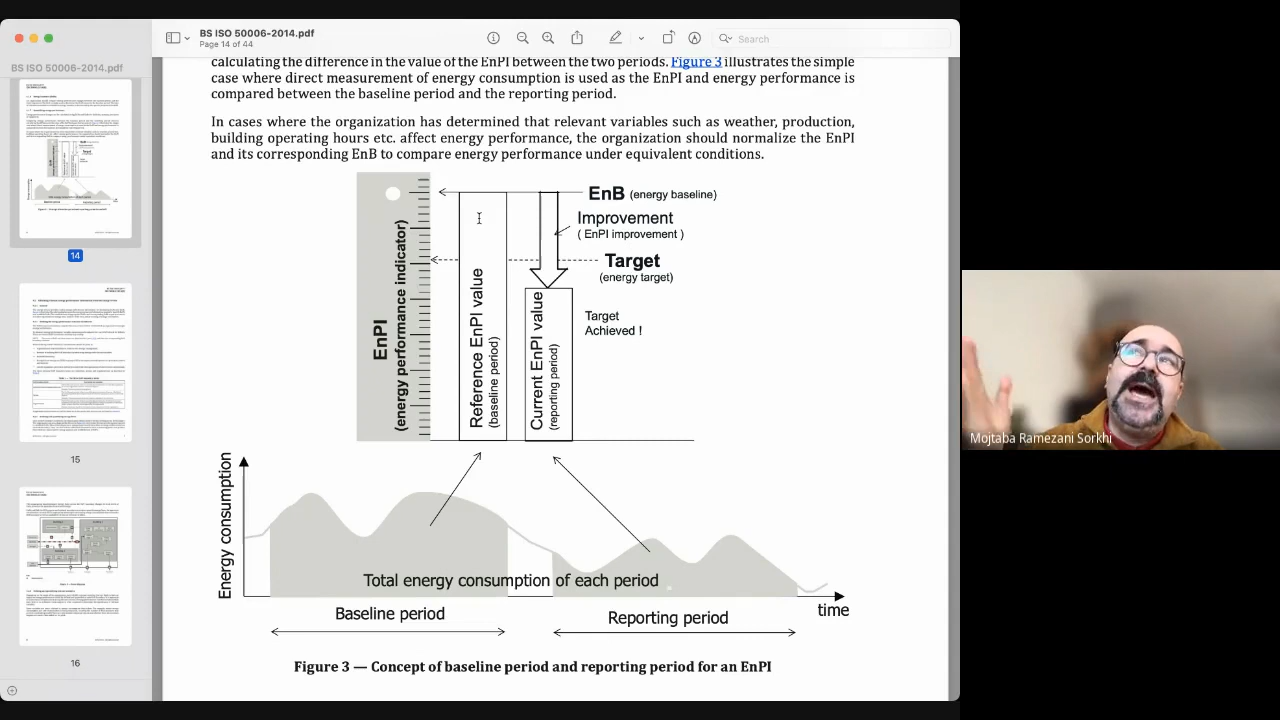 BS ISO 50006-2014.pdf
Page 14 of 44
Search
BS ISO 50006-2014.pdf
14
15
16
calculating the difference in the value of the EnPI between the two periods. Figure 3 illustrates the simple
case where direct measurement of energy consumption is used as the EnPI and energy performance is
compared between the baseline period and the reporting period.
In cases where the organization has determined that relevant variables such as weather, production,
building operating hours etc. affect energy performance, the organization should normalize the EnPI
and its corresponding EnB to compare energy performance under equivalent conditions.
EnPI
(energy performance indicator)
Reference EnPI value
(baseline period)
Current EnPI value
(reporting period)
EnB (energy baseline)
Improvement
( EnPI improvement )
Target
(energy target)
Target
Achieved !
Energy consumption
Total energy consumption of each period
time
Baseline period
Reporting period
Figure 3 — Concept of baseline period and reporting period for an EnPI
Mojtaba Ramezani Sorkhi